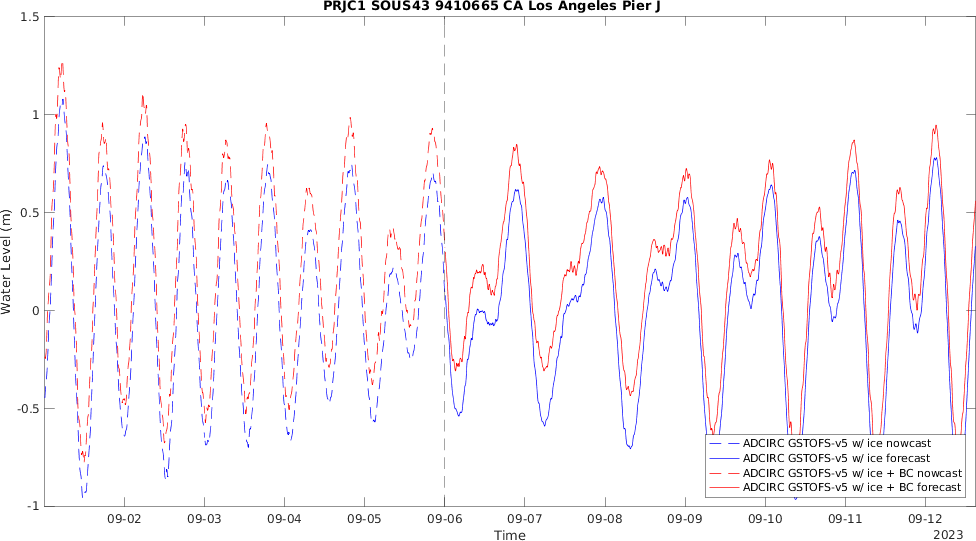 PRJC1 SOUS43 9410665 CA Los Angeles Pier J
1.5
1
0.5
0
-0.5
-1
Water Level (m)
09-02 09-03 09-04 09-05 09-06 09-07 09-08 09-09 09-10 09-11 09-12
2023
Time
ADCIRC GSTOFS-v5 w/ ice nowcast
ADCIRC GSTOFS-v5 w/ ice forecast
ADCIRC GSTOFS-v5 w/ ice + BC nowcast
ADCIRC GSTOFS-v5 w/ ice + BC forecast